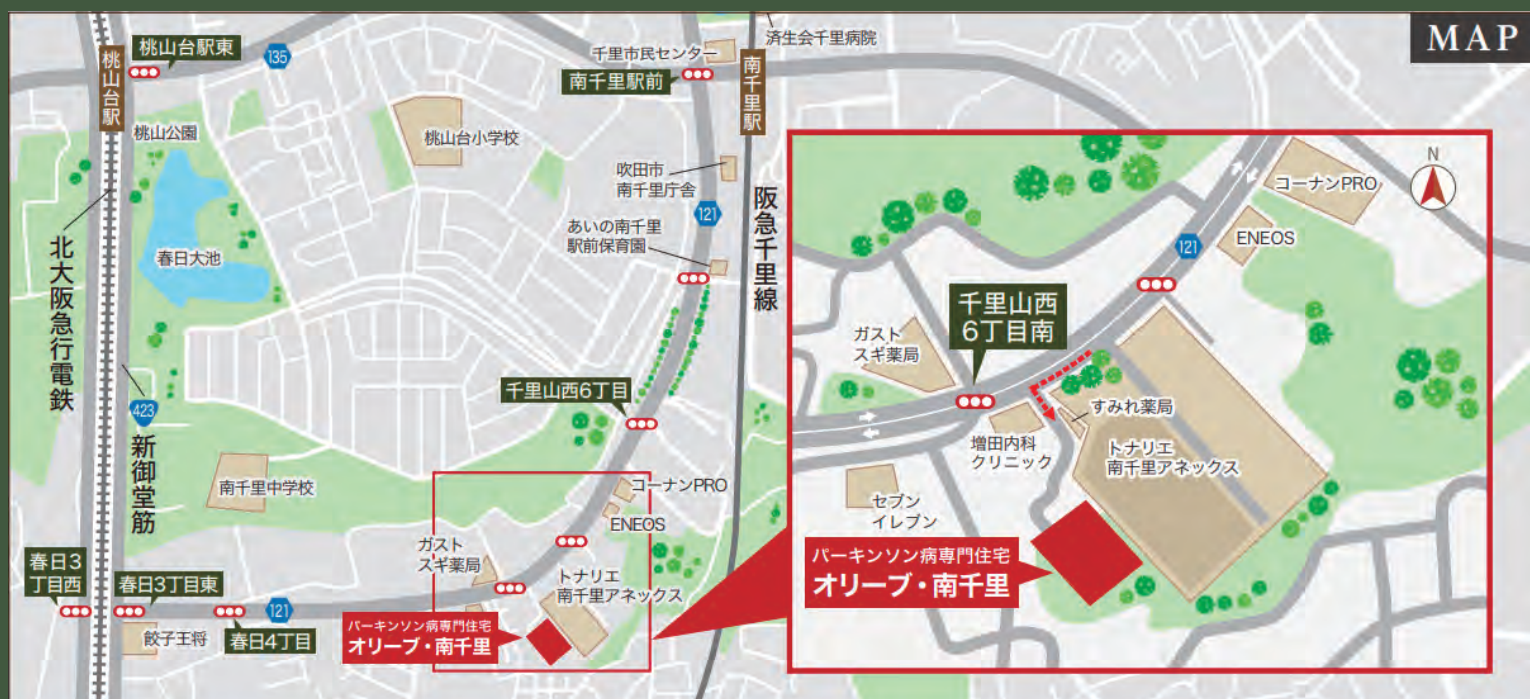 MAP
桃山台駅東
135
桃山台駅
千里市民センター
済生会千里病院
南千里駅前
南千里駅
桃山公園
桃山台小学校
吹田市
南千里庁舎
121
阪急千里線
あいの南千里
駅前保育園
春日大池
北大阪急行電鉄
423
新御堂筋
千里山西6丁目
南千里中学校
コーナンPRO
ENEOS
ガスト
スギ薬局
トナリエ
南千里アネックス
春日3
丁目西
春日3丁目東
121
春日4丁目
餃子王将
パーキンソン病専門住宅
オリーブ・南千里
N
コーナンPRO
ENEOS
121
千里山西
6丁目南
ガスト
スギ薬局
すみれ薬局
増田内科
クリニック
トナリエ
南千里アネックス
セブン
イレブン
パーキンソン病専門住宅
オリーブ・南千里